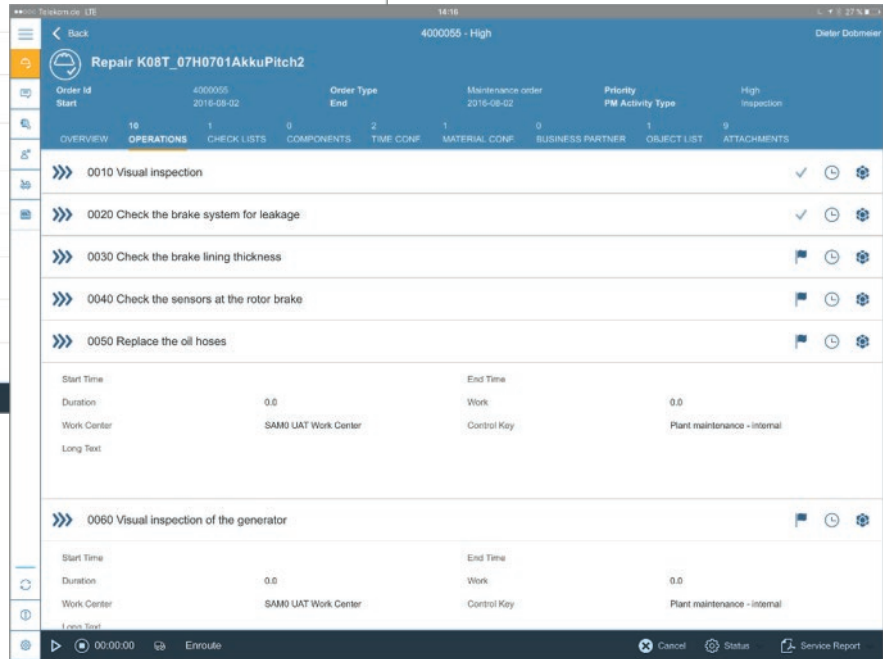 Telekom.de LTE 14:16 27 %
Back 4000055 - High Dieter Dobmeier
Repair K08T_07H0701AkkuPitch2
Order Id 4000055 Order Type Maintenance order Priority High
Start 2016-08-02 End 2016-08-02 PM Activity Type Inspection
10 1 0 2 1 0 1 9
OVERVIEW OPERATIONS CHECK LISTS COMPONENTS TIME CONF. MATERIAL CONF. BUSINESS PARTNER OBJECT LIST ATTACHMENTS
0010 Visual inspection
0020 Check the brake system for leakage
0030 Check the brake lining thickness
0040 Check the sensors at the rotor brake
0050 Replace the oil hoses
Start Time End Time
Duration 0.0 Work 0.0
Work Center SAM0 UAT Work Center Control Key Plant maintenance - internal
Long Text
0060 Visual inspection of the generator
Start Time End Time
Duration 0.0 Work 0.0
Work Center SAM0 UAT Work Center Control Key Plant maintenance - internal
Long Text
00:00:00 Enroute Cancel Status Service Report